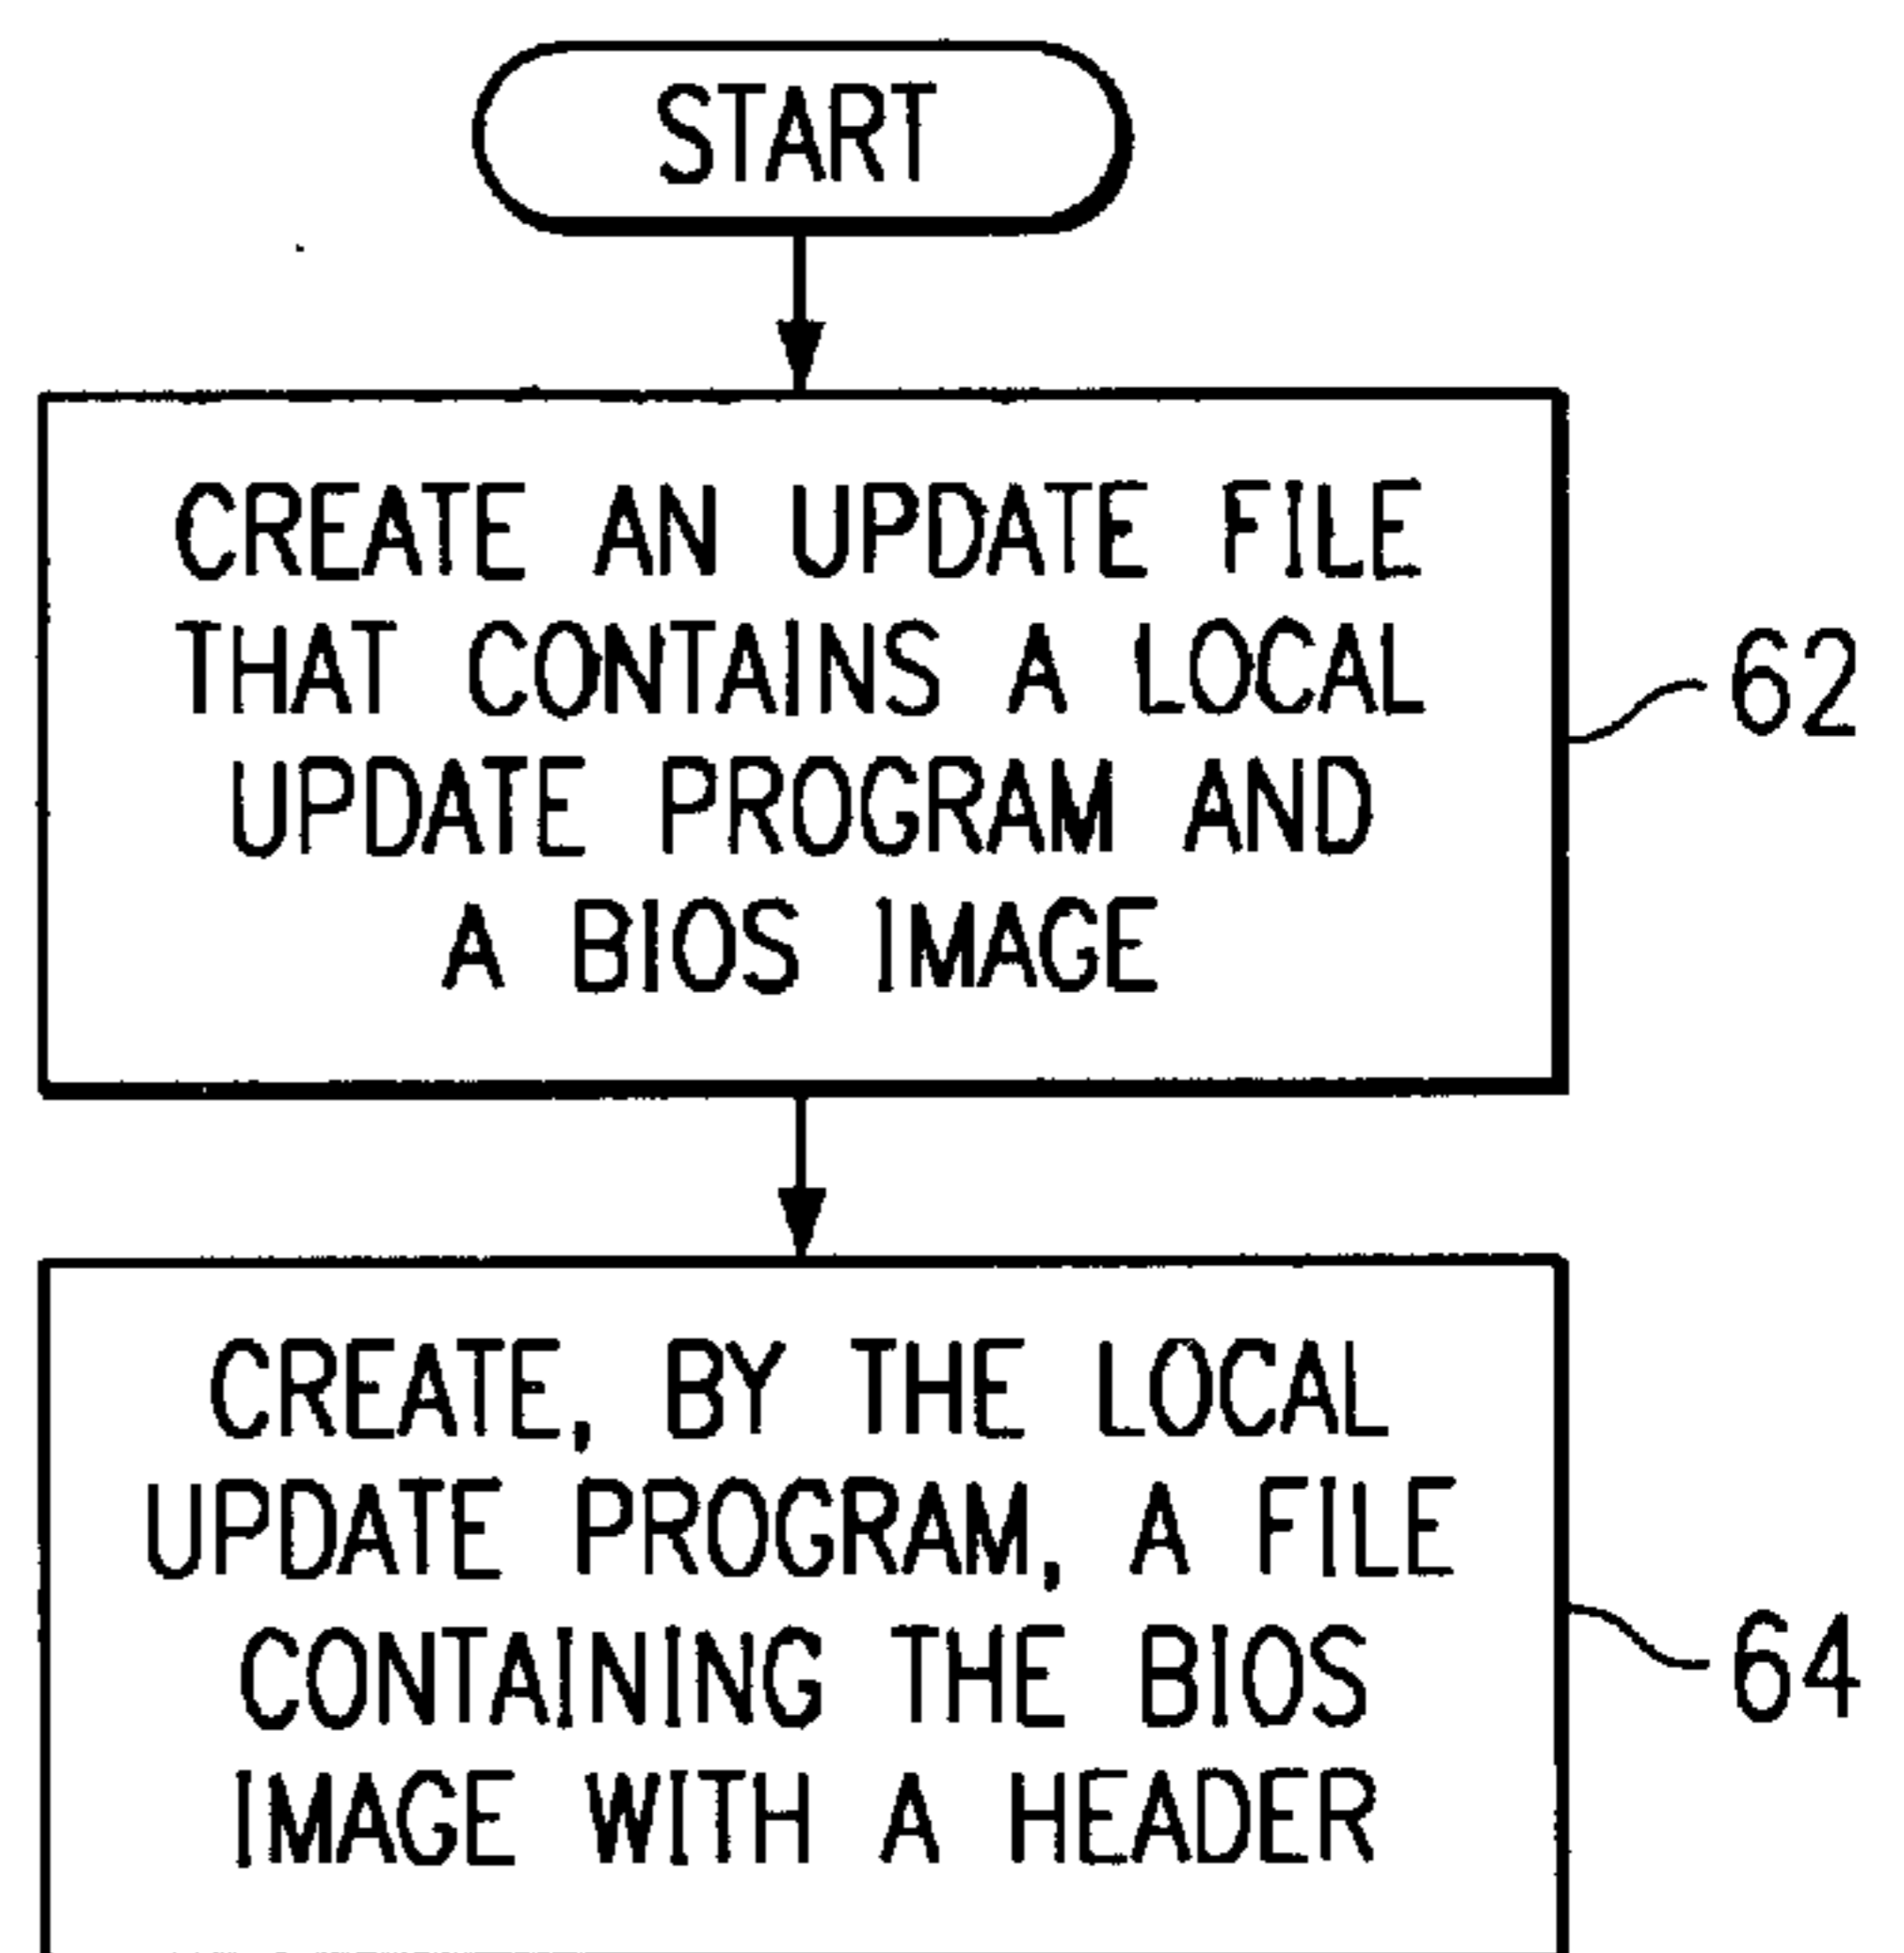 START
CREATE AN UPDATE FILE
THAT CONTAINS A LOCAL
UPDATE PROGRAM AND
A BIOS IMAGE
62
CREATE, BY THE LOCAL
UPDATE PROGRAM, A FILE
CONTAINING THE BIOS
IMAGE WITH A HEADER
64